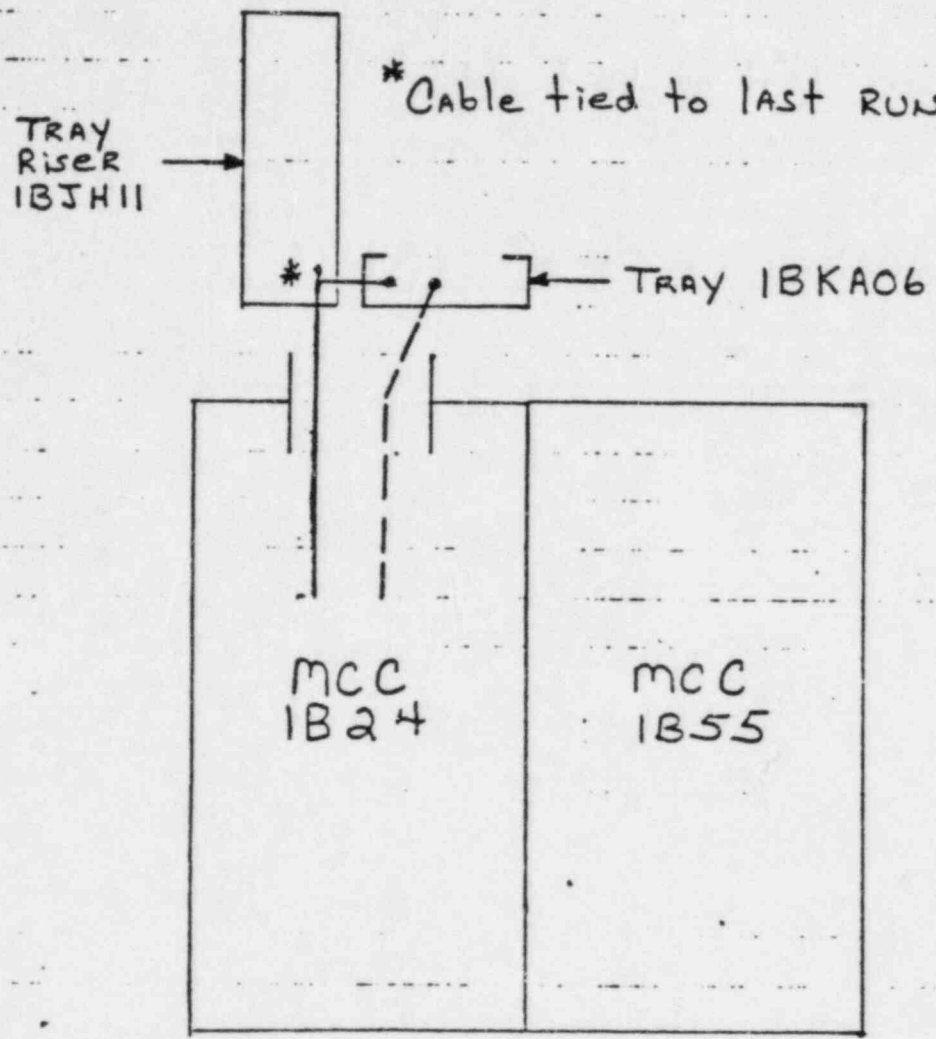 * Cable tied to last RUN
TRAY
RISER
1BJH11
*
TRAY 1BKA06
MCC
1B24
MCC
1B55